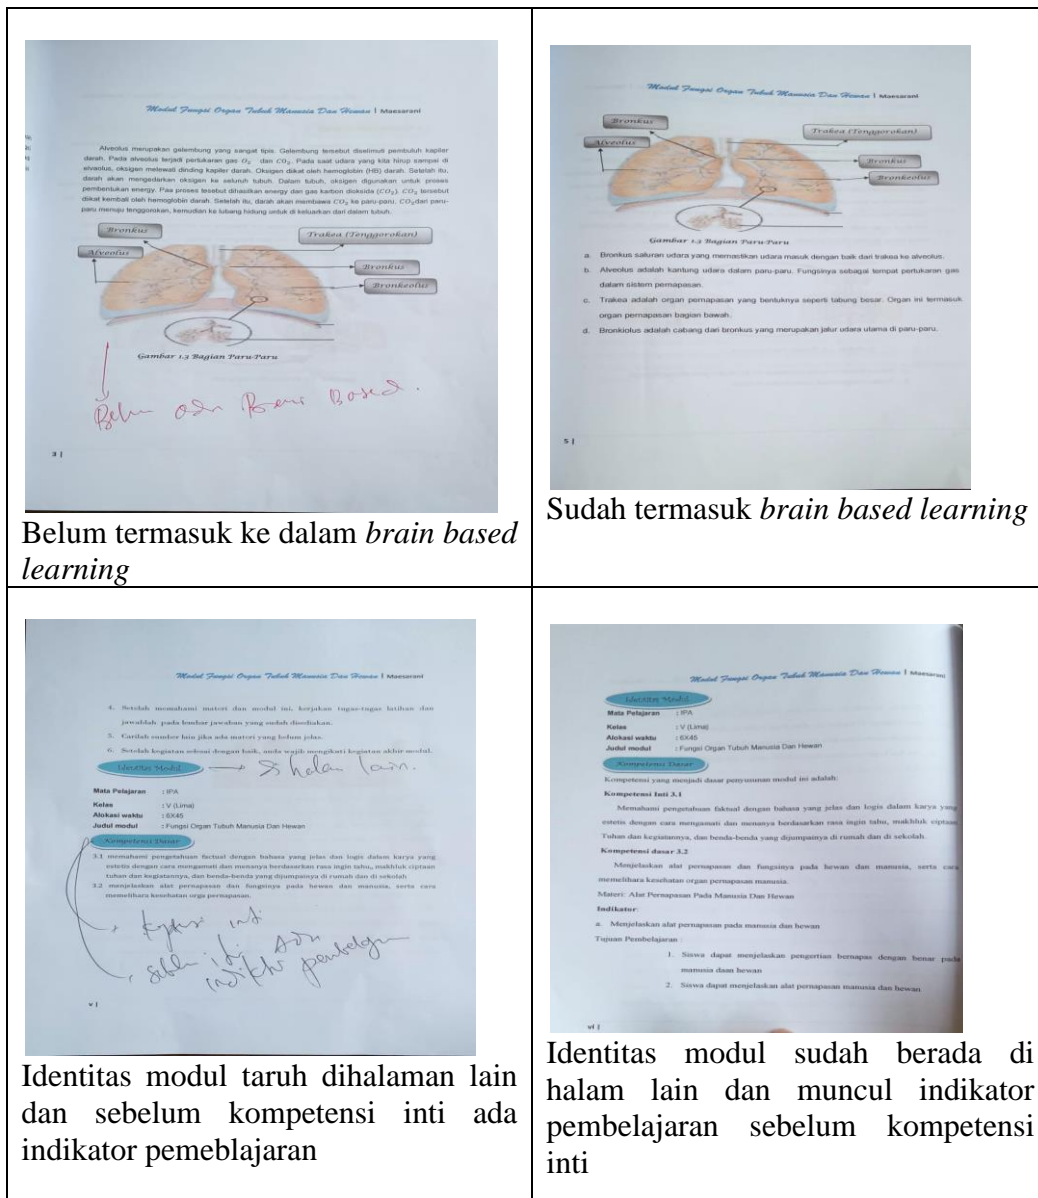 Modul Fungsi Organ Tubuh Manusia Dan Hewan | Maesarani
Alveolus merupakan gelembung yang sangat tipis. Gelembung tersebut diselimuti pembuluh kapiler
darah. Pada alveolus terjadi pertukaran gas O₂ dan CO₂. Pada saat udara yang kita hirup sampai di
alveolus, oksigen melewati dinding kapiler darah. Oksigen diikat oleh hemoglobin (HB) darah. Setelah itu,
darah akan mengedarkan oksigen ke seluruh tubuh. Dalam tubuh, oksigen digunakan untuk proses
pembentukan energy. Paa proses tesebut dihasilkan energy dan gas karbon dioksida (CO₂). CO₂ tersebut
diikat kembali olah hemoglobin darah. Setelah itu, darah akan membawa CO₂ ke paru-paru, CO₂dari paru-
paru menuju tenggorokan, kemudian ke lubang hidung untuk di keluarkan dari dalam tubuh.
Bronkus
Trakea (Tenggorokan)
Alveolus
Bronkus
Bronkeolus
Gambar 1.3 Bagian Paru-Paru
Based.
3 |
Belum termasuk ke dalam brain based
learning
Modul Fungsi Organ Tubuh Manusia Dan Hewan | Maesarani
Bronkus
Trakea (Tenggorokan)
Alveolus
Bronkus
Bronkeolus
Gambar 1.3 Bagian Paru-Paru
a. Bronkus saluran udara yang memastikan udara masuk dengan baik dari trakea ke alveolus.
b. Alveolus adalah kantung udara dalam paru-paru. Fungsinya sebagai tempat pertukaran gas
dalam sistem pernapasan.
c. Trakea adalah organ pernapasan yang bentuknya seperti tabung besar. Organ ini termasuk
organ pernapasan bagian bawah.
d. Bronkiolus adalah cabang dari bronkus yang merupakan jalur udara utama di paru-paru.
5 |
Sudah termasuk brain based learning
Modul Fungsi Organ Tubuh Manusia Dan Hewan | Maesarani
4. Setelah memahami materi dan modul ini, kerjakan tugas-tugas latihan dan
jawablah pada lembar jawaban yang sudah disediakan.
5. Carilah sumber lain jika ada materi yang belum jelas.
6. Setelah kegiatan selesai dengan baik, anda wajib mengikuti kegiatan akhir modul.
Identitas Modul
lain.
Mata Pelajaran : IPA
Kelas : V (Lima)
Alokasi waktu : 6X45
Judul modul : Fungsi Organ Tubuh Manusia Dan Hewan
Kompetensi Dasar
3.1 memahami pengetahuan factual dengan bahasa yang jelas dan logis dalam karya yang
estetis dengan cara mengamati dan menanya berdasarkan rasa ingin tahu, makhluk ciptaan
tuhan dan kegiatannya, dan benda-benda yang dijumpainya di rumah dan di sekolah
3.2 menjelaskan alat pernapasan dan fungsinya pada hewan dan manusia, serta cara
memelihara kesehatan orga pernapasan.
inti
v |
Identitas modul taruh dihalaman lain
dan sebelum kompetensi inti ada
indikator pemeblajaran
Modul Fungsi Organ Tubuh Manusia Dan Hewan | Maesarani
Identitas Modul
Mata Pelajaran : IPA
Kelas : V (Lima)
Alokasi waktu : 6X45
Judul modul : Fungsi Organ Tubuh Manusia Dan Hewan
Kompetensi Dasar
Kompetensi yang menjadi dasar penyusunan modul ini adalah:
Kompetensi Inti 3.1
Memahami pengetahuan faktual dengan bahasa yang jelas dan logis dalam karya yang
estetis dengan cara mengamati dan menanya berdasarkan rasa ingin tahu, makhluk ciptaan
Tuhan dan kegiatannya, dan benda-benda yang dijumpainya di rumah dan di sekolah.
Kompetensi dasar 3.2
Menjelaskan alat pernapasan dan fungsinya pada hewan dan manusia, serta cara
memelihara kesehatan organ pernapasan manusia.
Materi: Alat Pernapasan Pada Manusia Dan Hewan
Indikator:
a. Menjelaskan alat pernapasan pada manusia dan hewan
Tujuan Pembelajaran :
1. Siswa dapat menjelaskan pengertian bernapas dengan benar pada
manusia daan hewan
2. Siswa dapat menjelaskan alat pernapasan manusia dan hewan
vi |
Identitas modul sudah berada di
halam lain dan muncul indikator
pembelajaran sebelum kompetensi
inti